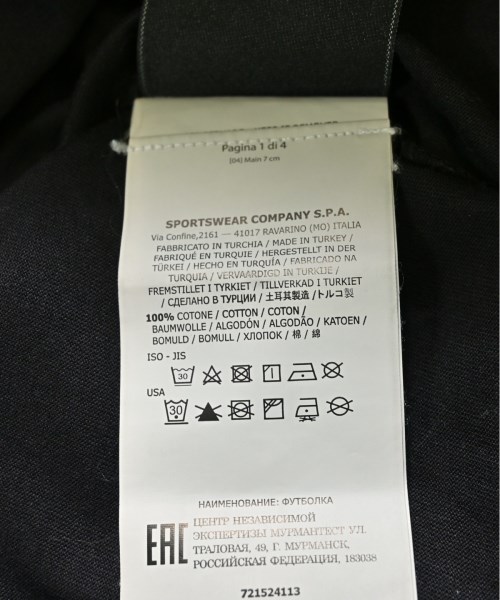 Pagina 1 di 4
(04) Main 7 cm
SPORTSWEAR COMPANY S.P.A.
Via Confine,2161 — 41017 RAVARINO (MO) ITALIA
FABBRICATO IN TURCHIA / MADE IN TURKEY /
FABRIQUÉ EN TURQUIE / HERGESTELLT IN DER
TÜRKEI / HECHO EN TURQUÍA / FABRICADO NA
TURQUIA / VERVAARDIGD IN TURKIJE /
FREMSTILLET I TYRKIET / TILLVERKAD I TURKIET
/ СДЕЛАНО В ТУРЦИИ / 土耳其製造 /トルコ製
100% COTONE / COTTON / COTON /
BAUMWOLLE / ALGODÓN / ALGODÃO / KATOEN /
BOMULD / BOMULL / ХЛОПОК / 棉 / 綿
ISO - JIS
30
USA
30
НАИМЕНОВАНИЕ: ФУТБОЛКА
EAC ЦЕНТР НЕЗАВИСИМОЙ
ЭКСПЕРТИЗЫ МУРМАНТЕСТ УЛ.
ТРАЛОВАЯ, 49, Г. МУРМАНСК,
РОССИЙСКАЯ ФЕДЕРАЦИЯ, 183038
721524113